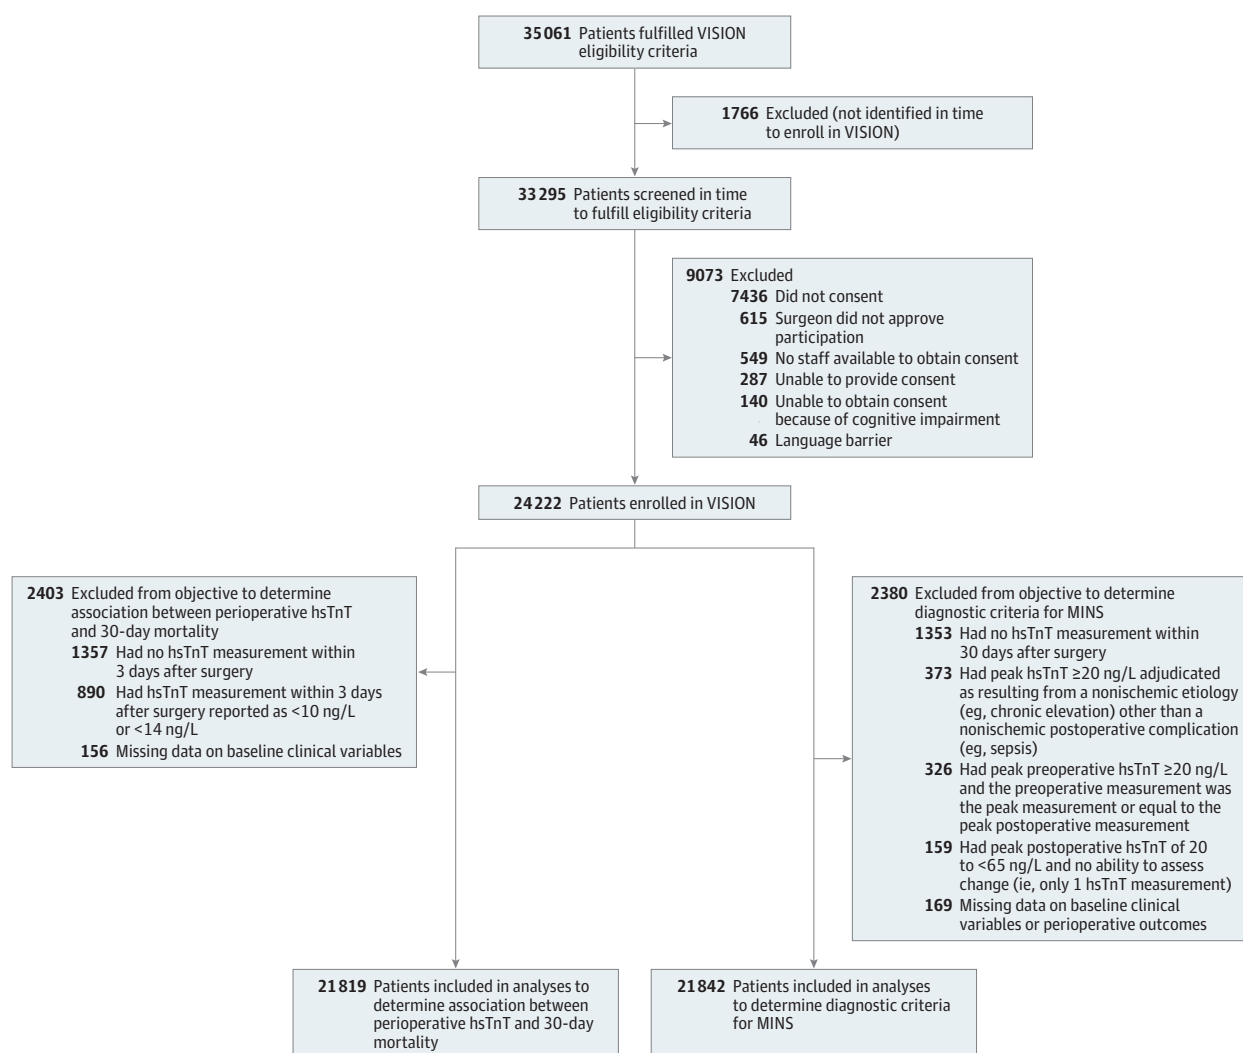 35061 Patients fulfilled VISION
eligibility criteria
1766 Excluded (not identified in time
to enroll in VISION)
33295 Patients screened in time
to fulfill eligibility criteria
9073 Excluded
7436 Did not consent
615 Surgeon did not approve
participation
549 No staff available to obtain consent
287 Unable to provide consent
140 Unable to obtain consent
because of cognitive impairment
46 Language barrier
24222 Patients enrolled in VISION
2403 Excluded from objective to determine
association between perioperative hsTnT
and 30-day mortality
1357 Had no hsTnT measurement within
3 days after surgery
890 Had hsTnT measurement within 3 days
after surgery reported as <10 ng/L
or <14 ng/L
156 Missing data on baseline clinical variables
2380 Excluded from objective to determine
diagnostic criteria for MINS
1353 Had no hsTnT measurement within
30 days after surgery
373 Had peak hsTnT ≥20 ng/L adjudicated
as resulting from a nonischemic etiology
(eg, chronic elevation) other than a
nonischemic postoperative complication
(eg, sepsis)
326 Had peak preoperative hsTnT ≥20 ng/L
and the preoperative measurement was
the peak measurement or equal to the
peak postoperative measurement
159 Had peak postoperative hsTnT of 20
to <65 ng/L and no ability to assess
change (ie, only 1 hsTnT measurement)
169 Missing data on baseline clinical
variables or perioperative outcomes
21819 Patients included in analyses to
determine association between
perioperative hsTnT and 30-day
mortality
21842 Patients included in analyses
to determine diagnostic criteria
for MINS